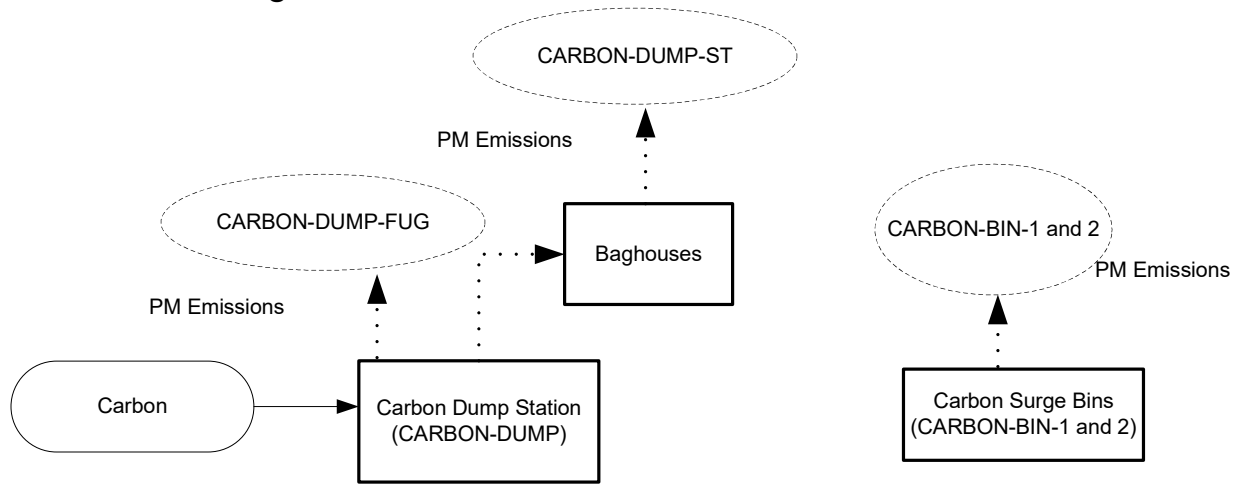 CARBON-DUMP-ST
PM Emissions
CARBON-DUMP-FUG
CARBON-BIN-1 and 2
Baghouses
PM Emissions
PM Emissions
Carbon
Carbon Dump Station
(CARBON-DUMP)
Carbon Surge Bins
(CARBON-BIN-1 and 2)